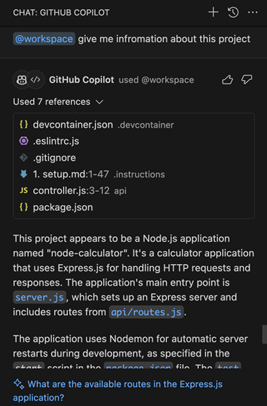 CHAT: GITHUB COPILOT
@workspace give me infromation about this project
GitHub Copilot used @workspace
Used 7 references
devcontainer.json .devcontainer
.eslintrc.js
.gitignore
1. setup.md:1-47 .instructions
JS controller.js:3-12 api
package.json
This project appears to be a Node.js application
named "node-calculator". It's a calculator application
that uses Express.js for handling HTTP requests and
responses. The application's main entry point is
server.js, which sets up an Express server and
includes routes from api/routes.js.
The application uses Nodemon for automatic server
restarts during development, as specified in the
start script in the package.json file. The test
What are the available routes in the Express.js
application?